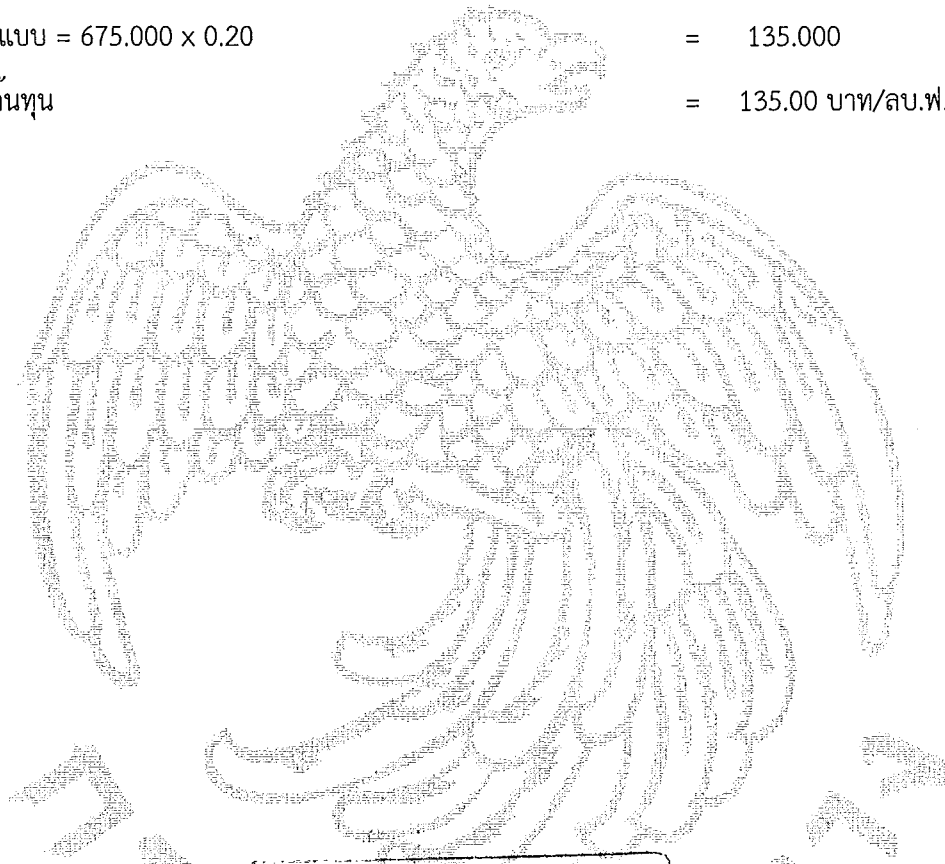 แบบ = 675.000 x 0.20 = 135.000
้นทุน = 135.00 บาท/ลบ.ฟ.